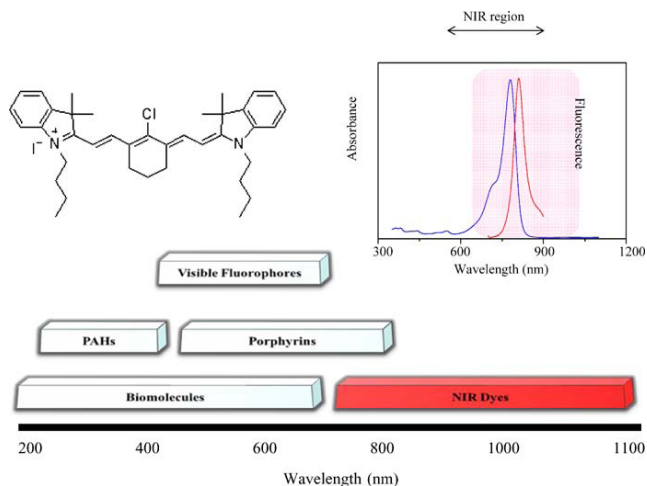 NIR region
Cl
N
+
I⁻
N
Absorbance
Fluorescence
300 600 900 1200
Wavelength (nm)
Visible Fluorophores
PAHs Porphyrins
Biomolecules NIR Dyes
200 400 600 800 1000 1100
Wavelength (nm)